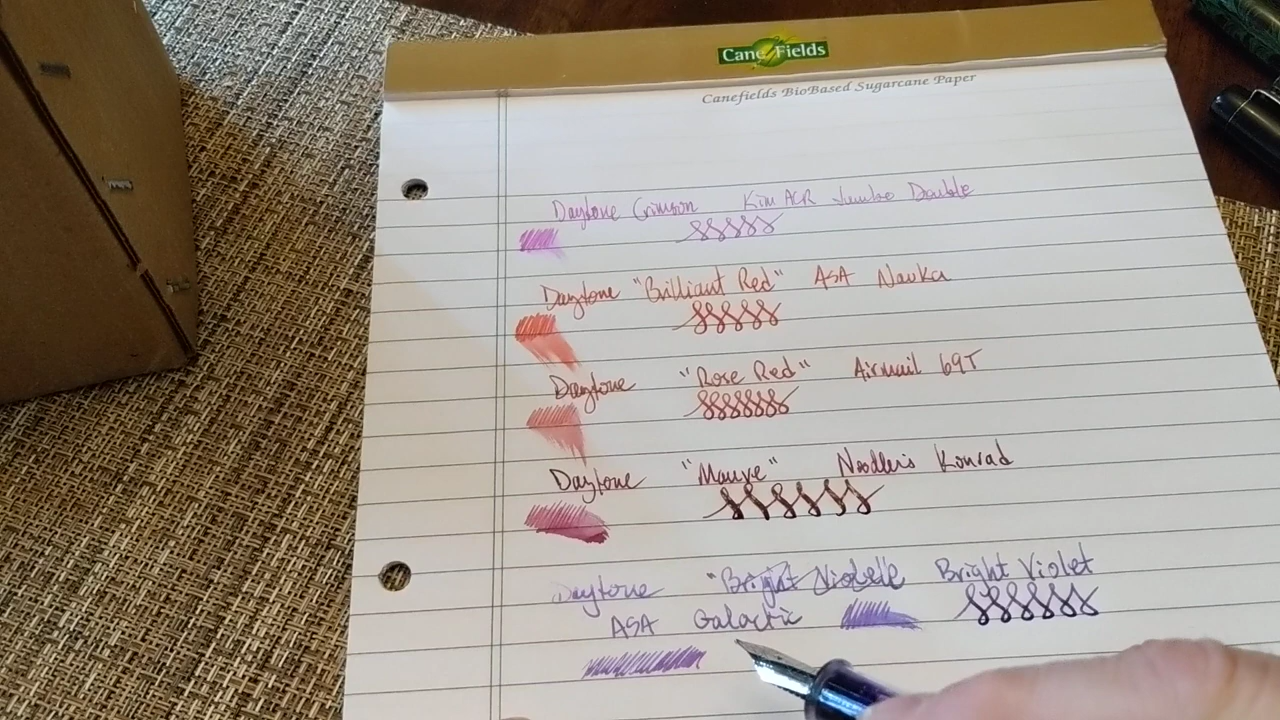 Cane Fields
Canefields BioBased Sugarcane Paper
Daytone Crimson Kim ACR Jumbo Double
Daytone "Brilliant Red" ASA Nauka
Daytone "Rose Red" Airmail 69T
Daytone "Mauve" Noodler's Konrad
Daytone "Bright Bright Violet
ASA Galactic